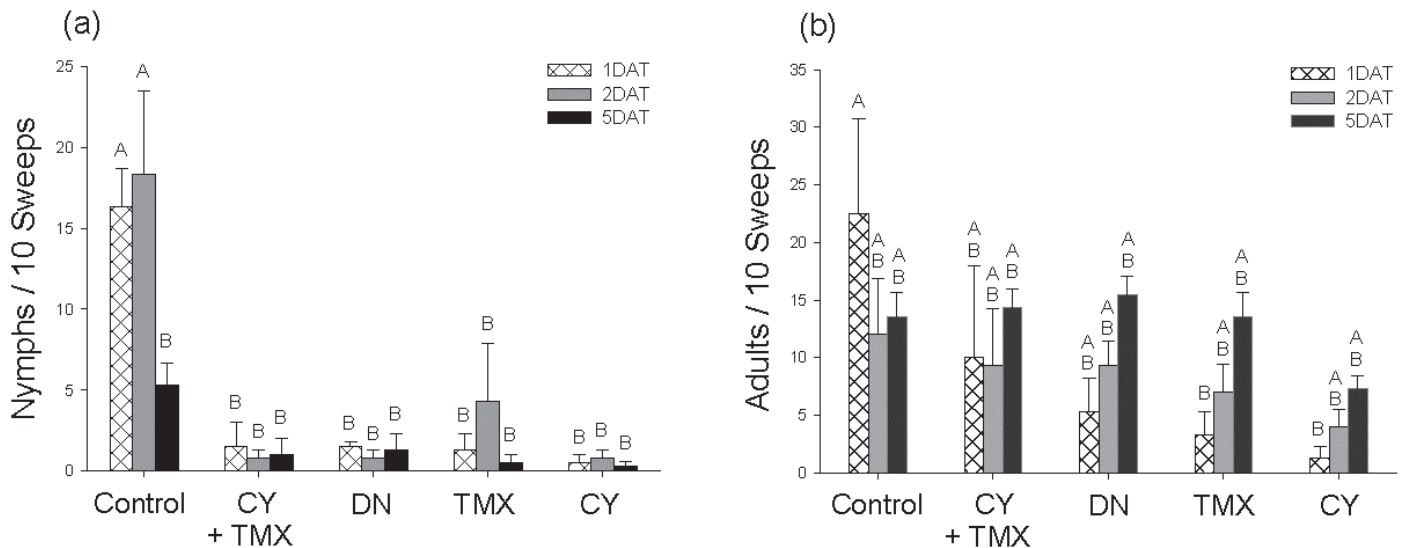 (a)
25
20
15
10
5
0
Nymphs / 10 Sweeps
1DAT
2DAT
5DAT
A
A
B
B
B
B
B
B
B
B
B
B
B
B
B
Control
CY
+ TMX
DN
TMX
CY
(b)
35
30
25
20
15
10
5
0
Adults / 10 Sweeps
1DAT
2DAT
5DAT
A
A
B
A
B
A
B
A
B
A
B
A
B
A
B
A
B
B
A
B
A
B
B
A
B
A
B
Control
CY
+ TMX
DN
TMX
CY